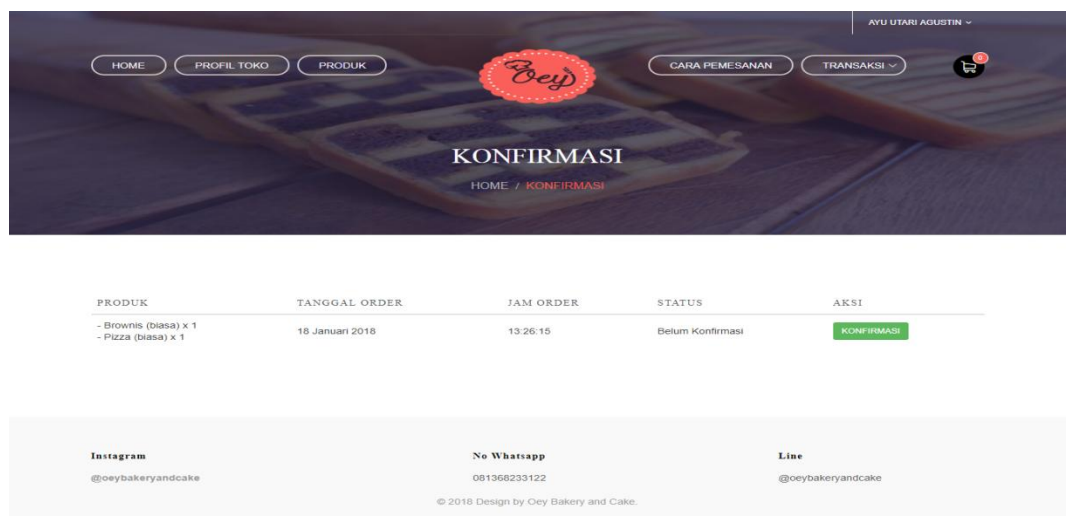 AYU UTARI AGUSTIN
HOME
PROFIL TOKO
PRODUK
Oey
CARA PEMESANAN
TRANSAKSI
0
KONFIRMASI
HOME / KONFIRMASI
PRODUK TANGGAL ORDER JAM ORDER STATUS AKSI
- Brownis (biasa) x 1
- Pizza (biasa) x 1
18 Januari 2018 13:26:15 Belum Konfirmasi KONFIRMASI
Instagram No Whatsapp Line
@oeybakeryandcake 081368233122 @oeybakeryandcake
© 2018 Design by Oey Bakery and Cake.